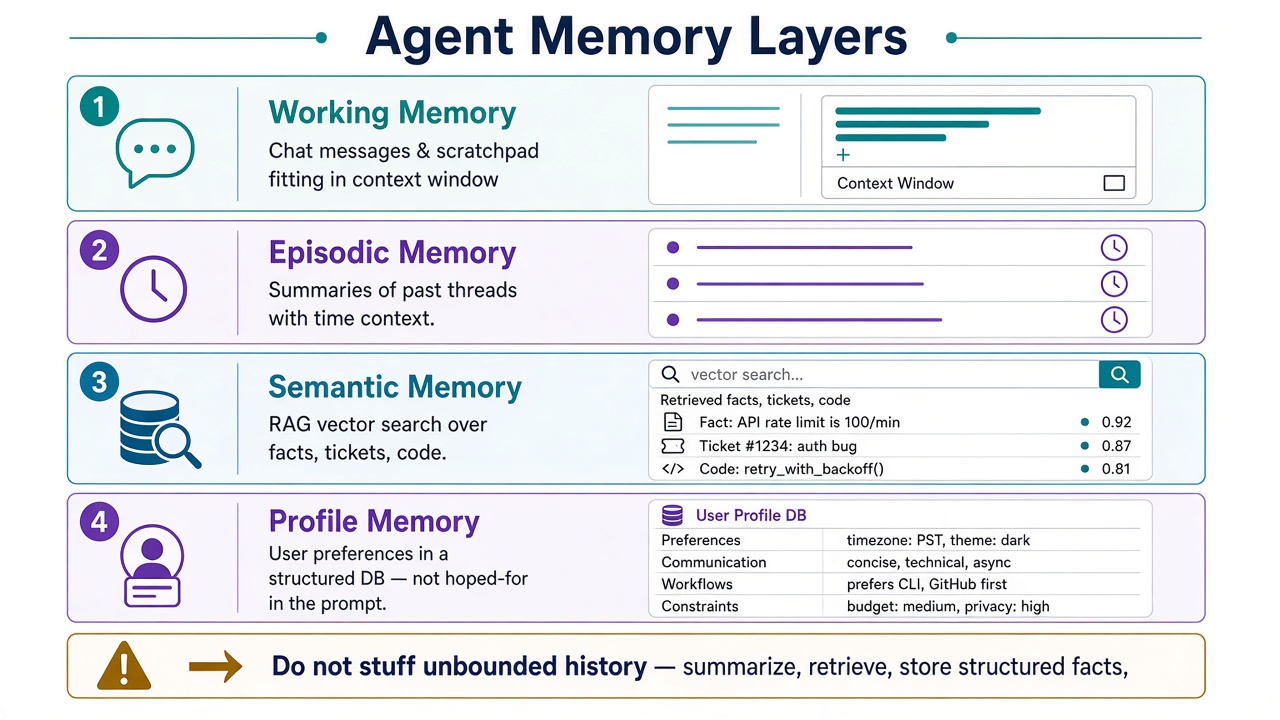 Agent Memory Layers
1
Working Memory
Chat messages & scratchpad
fitting in context window
Context Window
2
Episodic Memory
Summaries of past threads
with time context.
3
Semantic Memory
RAG vector search over
facts, tickets, code.
vector search...
Retrieved facts, tickets, code
Fact: API rate limit is 100/min 0.92
Ticket #1234: auth bug 0.87
</> Code: retry_with_backoff() 0.81
4
Profile Memory
User preferences in a
structured DB — not hoped-for
in the prompt.
User Profile DB
Preferences timezone: PST, theme: dark
Communication concise, technical, async
Workflows prefers CLI, GitHub first
Constraints budget: medium, privacy: high
Do not stuff unbounded history — summarize, retrieve, store structured facts,